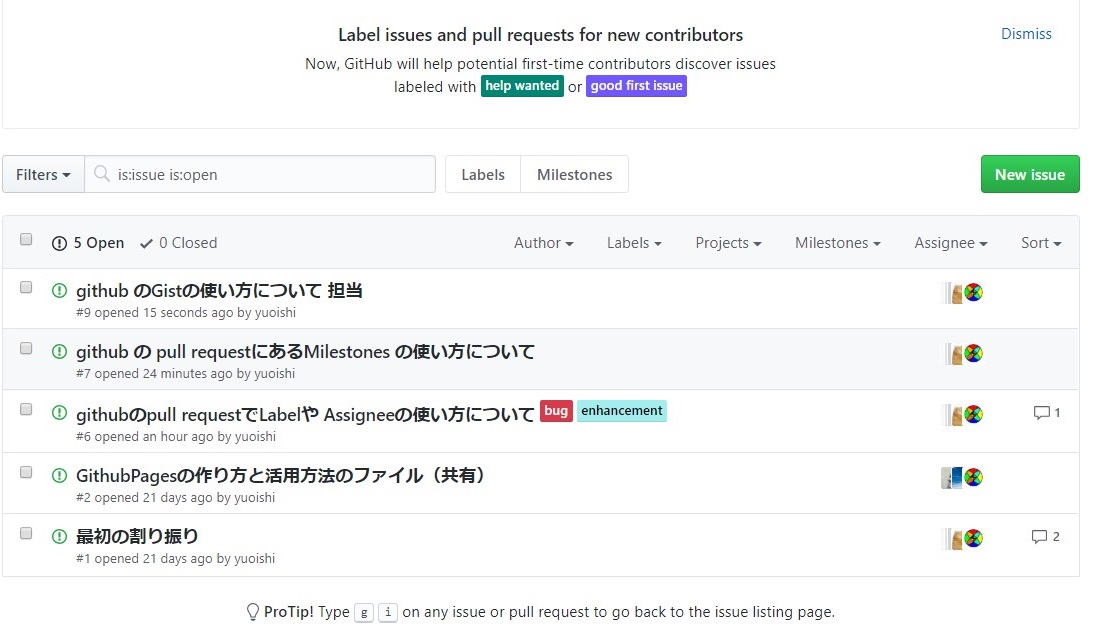 Label issues and pull requests for new contributors
Dismiss
Now, GitHub will help potential first-time contributors discover issues
labeled with help wanted or good first issue
Filters
is:issue is:open
Labels
Milestones
New issue
5 Open
0 Closed
Author
Labels
Projects
Milestones
Assignee
Sort
github のGistの使い方について 担当
#9 opened 15 seconds ago by yuoishi
github の pull requestにあるMilestones の使い方について
#7 opened 24 minutes ago by yuoishi
githubのpull requestでLabelや Assigneeの使い方について bug enhancement
1
#6 opened an hour ago by yuoishi
GithubPagesの作り方と活用方法のファイル（共有）
#2 opened 21 days ago by yuoishi
最初の割り振り
2
#1 opened 21 days ago by yuoishi
ProTip! Type g i on any issue or pull request to go back to the issue listing page.